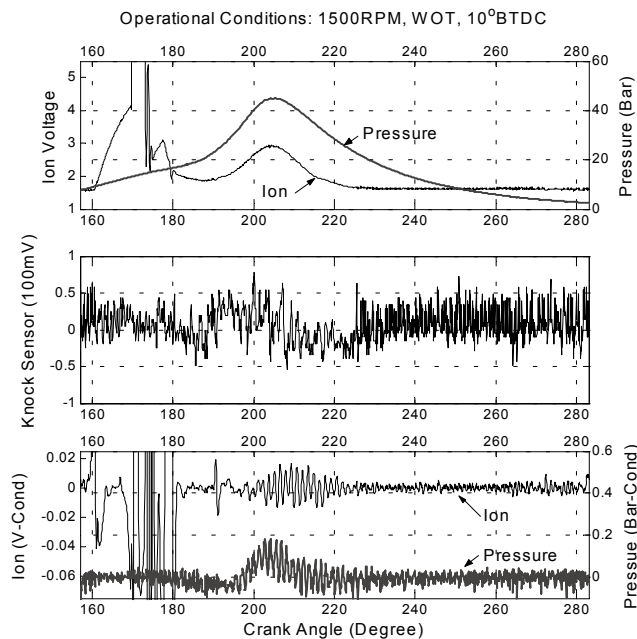 Operational Conditions: 1500RPM, WOT, 10°BTDC
160 180 200 220 240 260 280
5
4
3
2
1
Ion Voltage
60
40
20
0
Pressure (Bar)
Pressure
Ion
160 180 200 220 240 260 280
1
0.5
0
-0.5
-1
Knock Sensor (100mV)
160 180 200 220 240 260 280
0.02
0
-0.02
-0.04
-0.06
Ion (V-Cond)
0.6
0.4
0.2
0
Pressue (Bar-Cond)
Ion
Pressure
160 180 200 220 240 260 280
Crank Angle (Degree)